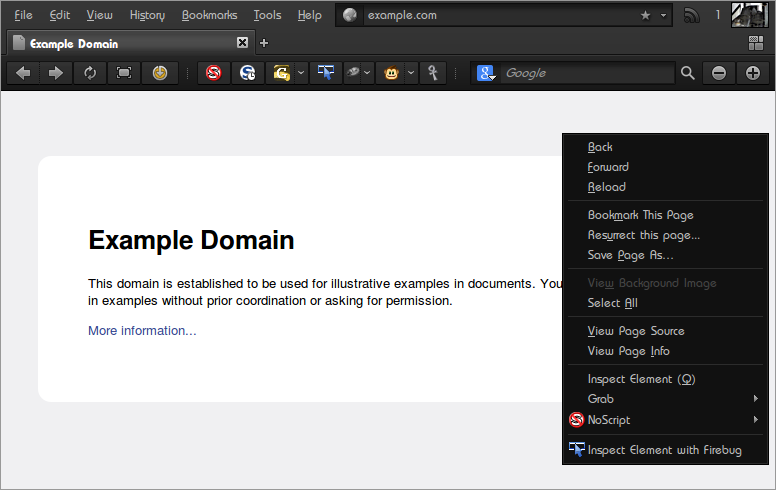 File Edit View History Bookmarks Tools Help example.com 1
Example Domain
Google
Example Domain
This domain is established to be used for illustrative examples in documents. You
in examples without prior coordination or asking for permission.
More information...
Back
Forward
Reload
Bookmark This Page
Resurrect this page...
Save Page As...
View Background Image
Select All
View Page Source
View Page Info
Inspect Element (Q)
Grab
NoScript
Inspect Element with Firebug